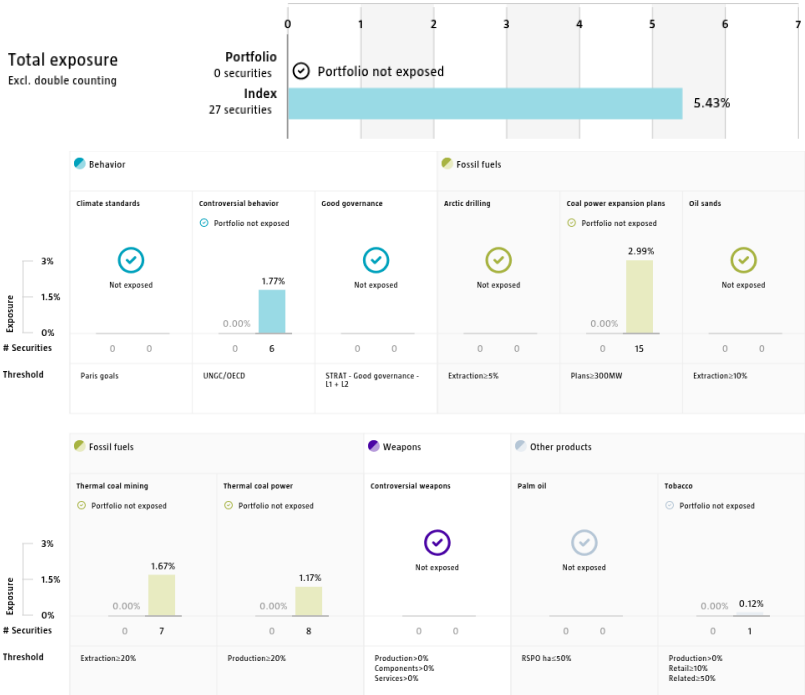 0 1 2 3 4 5 6 7
Total exposure
Excl. double counting
Portfolio
0 securities
Portfolio not exposed
Index
27 securities
5.43%
Behavior
Fossil fuels
Climate standards
Controversial behavior
Good governance
Arctic drilling
Coal power expansion plans
Oil sands
Portfolio not exposed
Portfolio not exposed
Exposure
3%
1.5%
0%
Not exposed
0.00%
1.77%
Not exposed
Not exposed
0.00%
2.99%
Not exposed
# Securities
0 0
0 6
0 0
0 0
0 15
0 0
Threshold
Paris goals
UNGC/OECD
STRAT - Good governance -
L1 + L2
Extraction≥5%
Plans≥300MW
Extraction≥10%
Fossil fuels
Weapons
Other products
Thermal coal mining
Thermal coal power
Controversial weapons
Palm oil
Tobacco
Portfolio not exposed
Portfolio not exposed
Portfolio not exposed
Exposure
3%
1.5%
0%
0.00%
1.67%
0.00%
1.17%
Not exposed
Not exposed
0.00%
0.12%
# Securities
0 7
0 8
0 0
0 0
0 1
Threshold
Extraction≥20%
Production≥20%
Production>0%
Components>0%
Services>0%
RSPO ha≤50%
Production>0%
Retail≥10%
Related≥50%